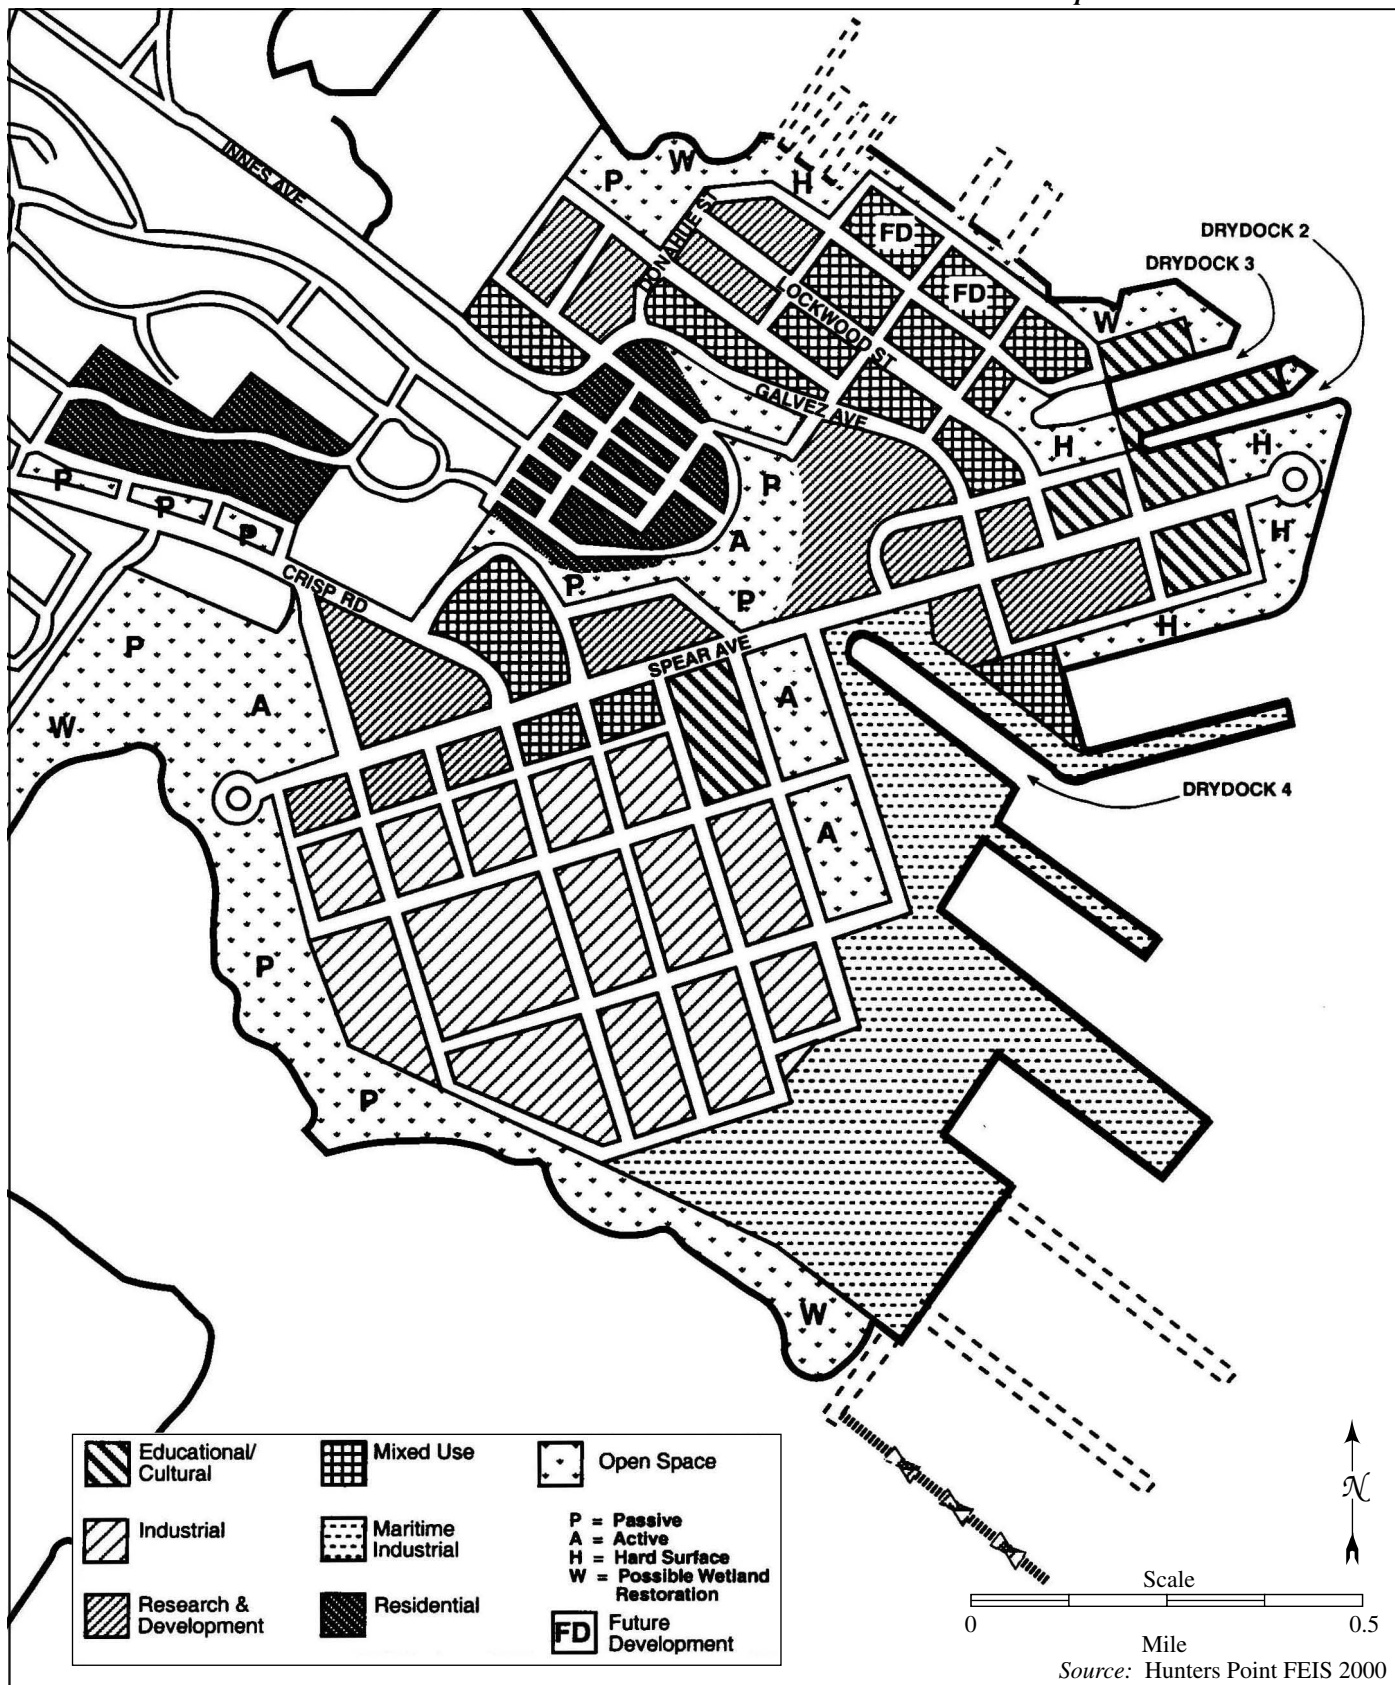 INNES AVE
P
W
H
DONAHUE ST
FD
LOCKWOOD ST
FD
DRYDOCK 2
DRYDOCK 3
W
GALVEZ AVE
H
H
P
P
P
P
A
H
P
P
H
CRISP RD
SPEAR AVE
P
A
W
A
DRYDOCK 4
A
P
P
W
Educational/
Cultural
Mixed Use
Open Space
Industrial
Maritime
Industrial
P = Passive
A = Active
H = Hard Surface
W = Possible Wetland
Restoration
Research &
Development
Residential
FD
Future
Development
N
Scale
0
0.5
Mile
Source: Hunters Point FEIS 2000